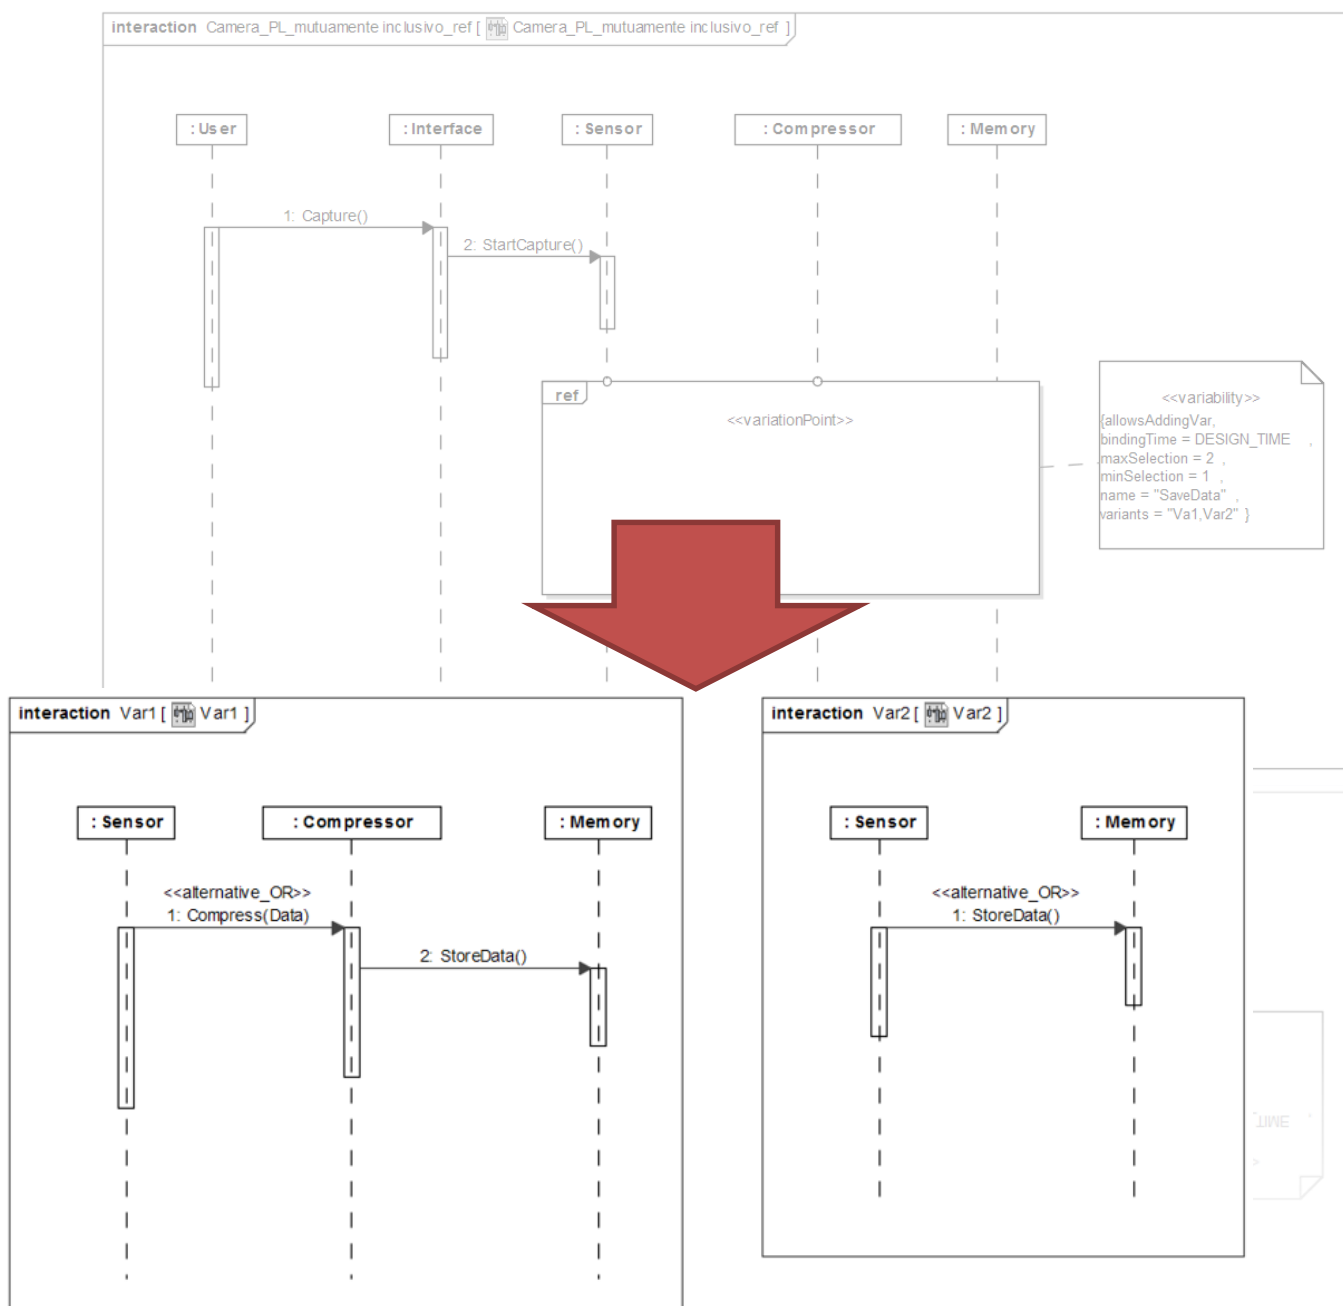 interaction Camera_PL_mutuamente inclusivo_ref [ Camera_PL_mutuamente inclusivo_ref ]
: User
: Interface
: Sensor
: Compressor
: Memory
1: Capture()
2: StartCapture()
ref
<<variationPoint>>
<<variability>>
{allowsAddingVar,
bindingTime = DESIGN_TIME ,
maxSelection = 2 ,
minSelection = 1 ,
name = "SaveData" ,
variants = "Va1,Var2" }
interaction Var1 [ Var1 ]
: Sensor
: Compressor
: Memory
<<alternative_OR>>
1: Compress(Data)
2: StoreData()
interaction Var2 [ Var2 ]
: Sensor
: Memory
<<alternative_OR>>
1: StoreData()